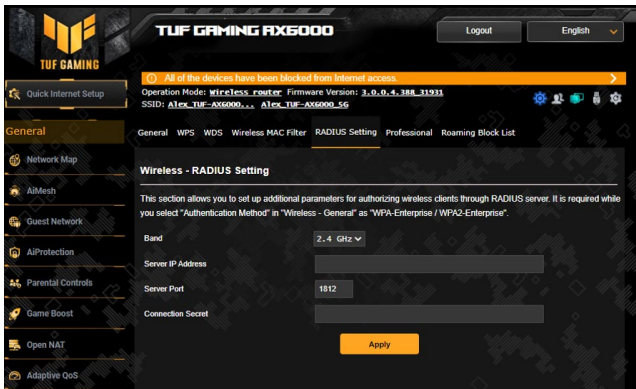 TUF GAMING AX6000
Logout
English
TUF GAMING
All of the devices have been blocked from Internet access.
Quick Internet Setup
Operation Mode: Wireless router Firmware Version: 3.0.0.4.388_31931
SSID: Alex_TUF-AX6000... Alex_TUF-AX6000_5G
General
General WPS WDS Wireless MAC Filter RADIUS Setting Professional Roaming Block List
Network Map
AiMesh
Guest Network
AiProtection
Parental Controls
Game Boost
Open NAT
Adaptive QoS
Wireless - RADIUS Setting
This section allows you to set up additional parameters for authorizing wireless clients through RADIUS server. It is required while
you select "Authentication Method" in "Wireless - General" as "WPA-Enterprise / WPA2-Enterprise".
Band 2.4 GHz
Server IP Address
Server Port 1812
Connection Secret
Apply